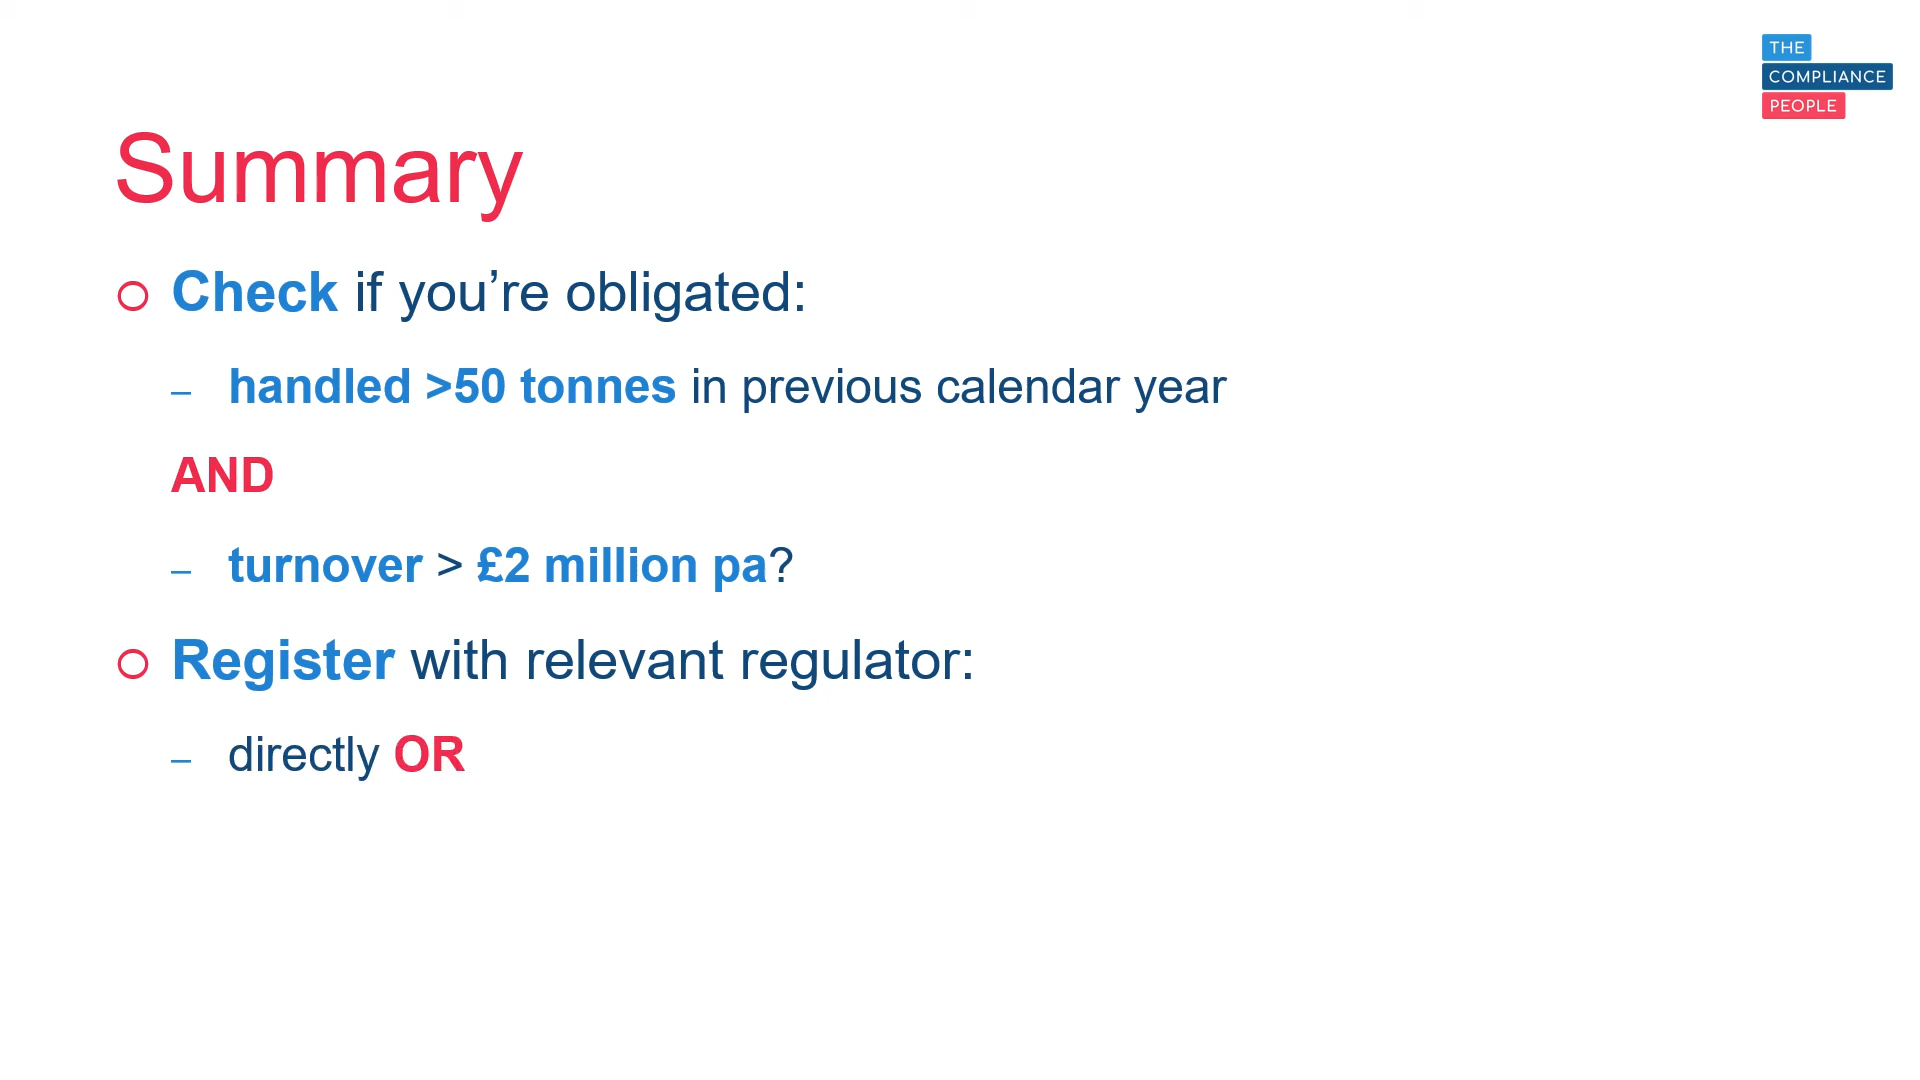 THE
COMPLIANCE
PEOPLE
Summary
Check if you’re obligated:
– handled >50 tonnes in previous calendar year
AND
– turnover > £2 million pa?
Register with relevant regulator:
– directly OR